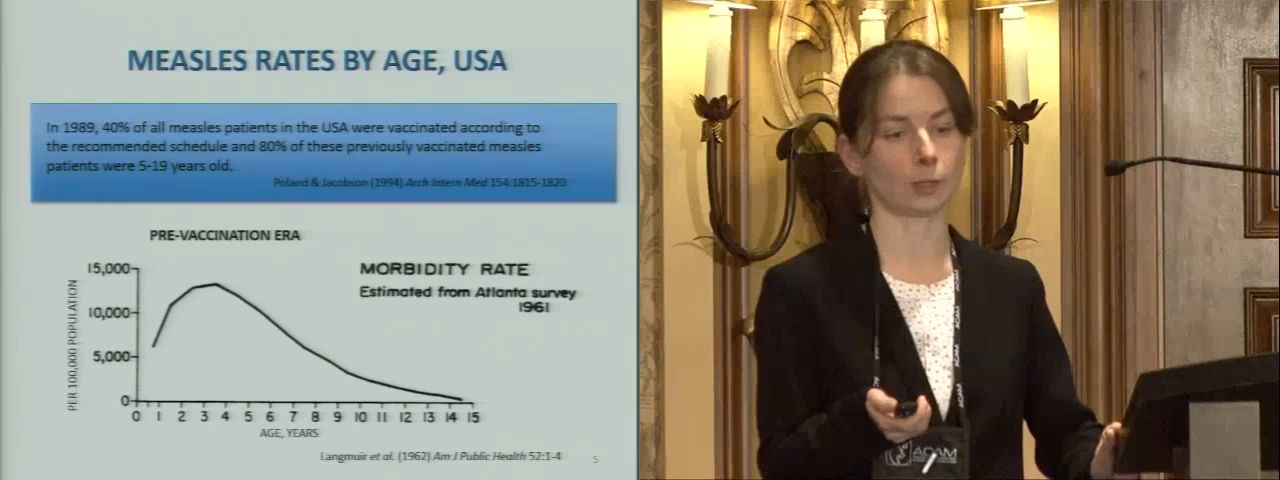 MEASLES RATES BY AGE, USA
In 1989, 40% of all measles patients in the USA were vaccinated according to
the recommended schedule and 80% of these previously vaccinated measles
patients were 5-19 years old.
Poland & Jacobson (1994) Arch Intern Med 154:1815-1820
PRE-VACCINATION ERA
MORBIDITY RATE
Estimated from Atlanta survey
1961
PER 100,000 POPULATION
15,000
10,000
5,000
0
0 1 2 3 4 5 6 7 8 9 10 11 12 13 14 15
AGE, YEARS
Langmuir et al. (1962) Am J Public Health 52:1-4
5
ACAM